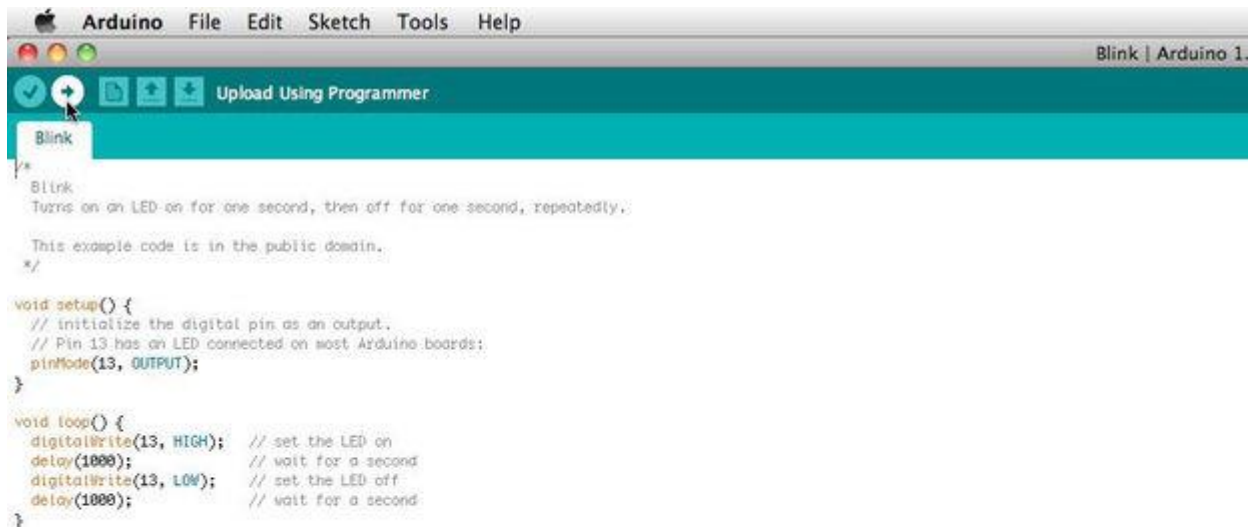 Arduino File Edit Sketch Tools Help
Blink | Arduino 1.
Upload Using Programmer
Blink
/*
  Blink
  Turns on an LED on for one second, then off for one second, repeatedly.

  This example code is in the public domain.
 */

void setup() {
  // initialize the digital pin as an output.
  // Pin 13 has an LED connected on most Arduino boards:
  pinMode(13, OUTPUT);
}

void loop() {
  digitalWrite(13, HIGH);   // set the LED on
  delay(1000);              // wait for a second
  digitalWrite(13, LOW);    // set the LED off
  delay(1000);              // wait for a second
}